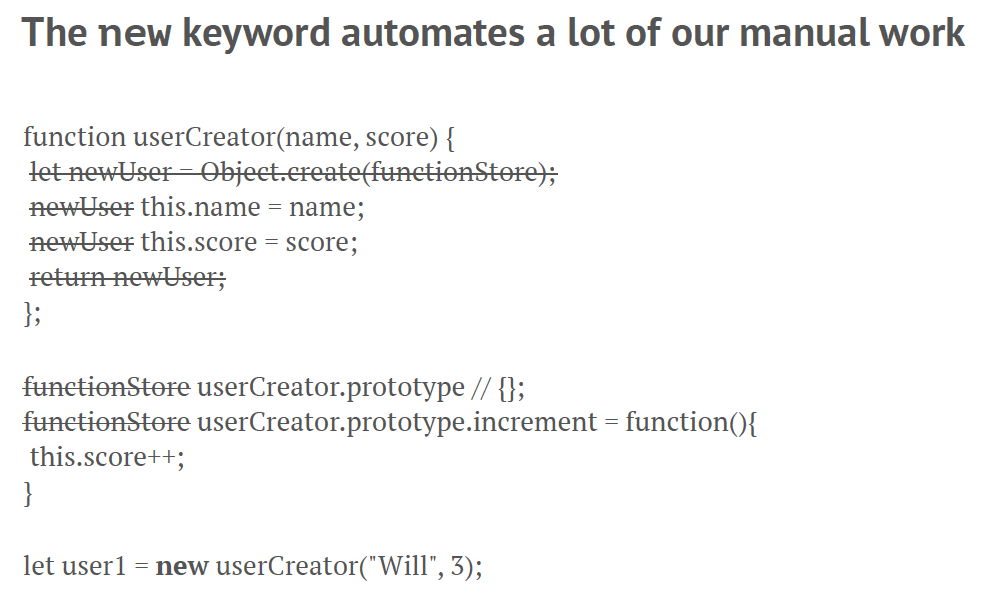 The new keyword automates a lot of our manual work
function userCreator(name, score) {
let newUser = Object.create(functionStore);
newUser this.name = name;
newUser this.score = score;
return newUser;
};
functionStore userCreator.prototype // {};
functionStore userCreator.prototype.increment = function(){
this.score++;
}
let user1 = new userCreator("Will", 3);